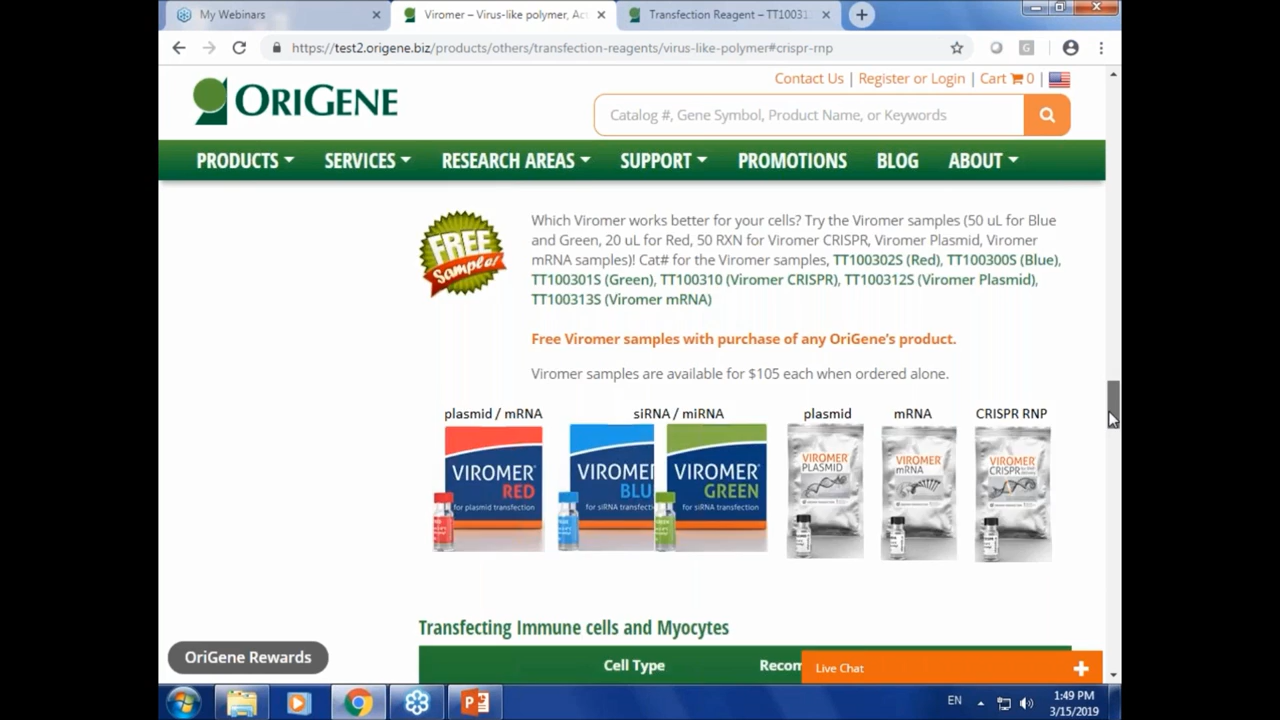 My Webinars
Viromer – Virus-like polymer, Act
Transfection Reagent – TT10031
https://test2.origene.biz/products/others/transfection-reagents/virus-like-polymer#crispr-rnp
Contact Us | Register or Login | Cart 0 |
ORIGENE
Catalog #, Gene Symbol, Product Name, or Keywords
PRODUCTS SERVICES RESEARCH AREAS SUPPORT PROMOTIONS BLOG ABOUT
FREE
Samples!
Which Viromer works better for your cells? Try the Viromer samples (50 uL for Blue
and Green, 20 uL for Red, 50 RXN for Viromer CRISPR, Viromer Plasmid, Viromer
mRNA samples)! Cat# for the Viromer samples, TT100302S (Red), TT100300S (Blue),
TT100301S (Green), TT100310 (Viromer CRISPR), TT100312S (Viromer Plasmid),
TT100313S (Viromer mRNA)
Free Viromer samples with purchase of any OriGene's product.
Viromer samples are available for $105 each when ordered alone.
plasmid / mRNA siRNA / miRNA plasmid mRNA CRISPR RNP
VIROMER RED for plasmid transfection
VIROMER BLU for siRNA transfect
VIROMER GREEN for siRNA transfection
VIROMER PLASMID
VIROMER mRNA
VIROMER CRISPR
Transfecting Immune cells and Myocytes
OriGene Rewards
Cell Type Recom
Live Chat +
EN
1:49 PM
3/15/2019